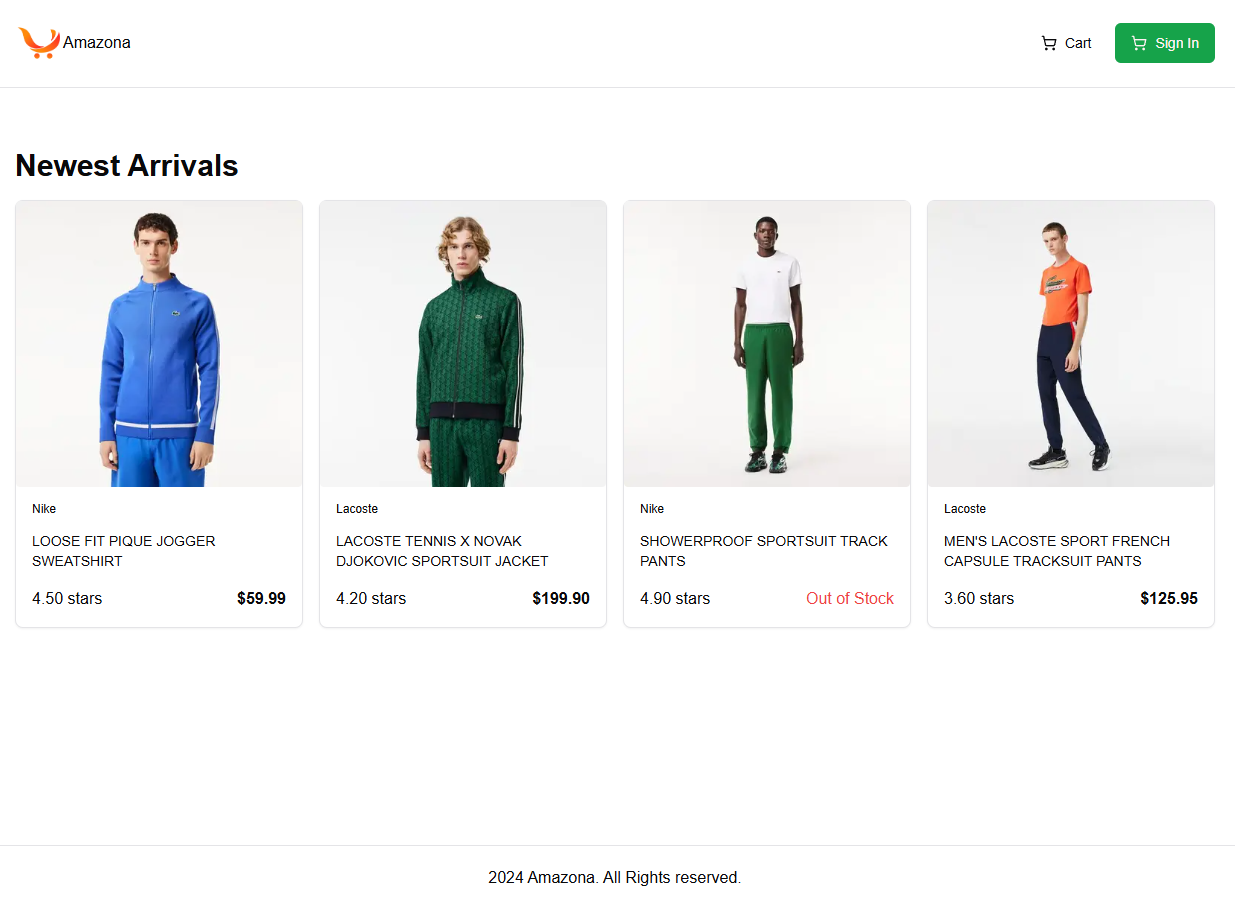 Amazona
Cart
Sign In
Newest Arrivals
Nike
LOOSE FIT PIQUE JOGGER
SWEATSHIRT
4.50 stars
$59.99
Lacoste
LACOSTE TENNIS X NOVAK
DJOKOVIC SPORTSUIT JACKET
4.20 stars
$199.90
Nike
SHOWERPROOF SPORTSUIT TRACK
PANTS
4.90 stars
Out of Stock
Lacoste
MEN'S LACOSTE SPORT FRENCH
CAPSULE TRACKSUIT PANTS
3.60 stars
$125.95
2024 Amazona. All Rights reserved.